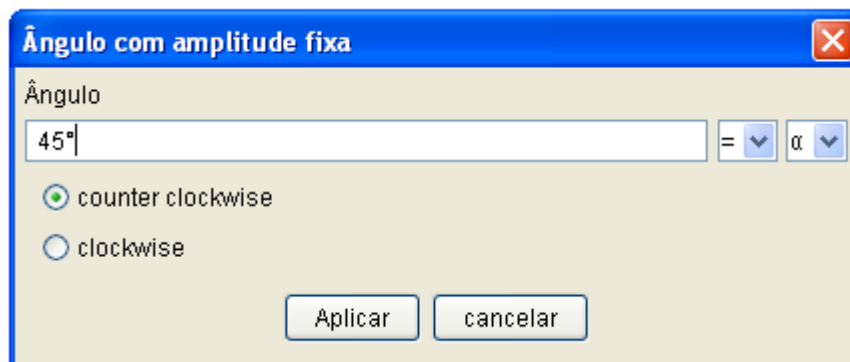 Ângulo com amplitude fixa
Ângulo
45° = α
counter clockwise
clockwise
Aplicar cancelar